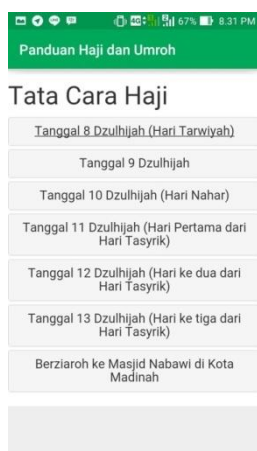 4G 67% 8.31 PM
Panduan Haji dan Umroh
Tata Cara Haji
Tanggal 8 Dzulhijah (Hari Tarwiyah)
Tanggal 9 Dzulhijah
Tanggal 10 Dzulhijah (Hari Nahar)
Tanggal 11 Dzulhijah (Hari Pertama dari
Hari Tasyrik)
Tanggal 12 Dzulhijah (Hari ke dua dari
Hari Tasyrik)
Tanggal 13 Dzulhijah (Hari ke tiga dari
Hari Tasyrik)
Berziaroh ke Masjid Nabawi di Kota
Madinah